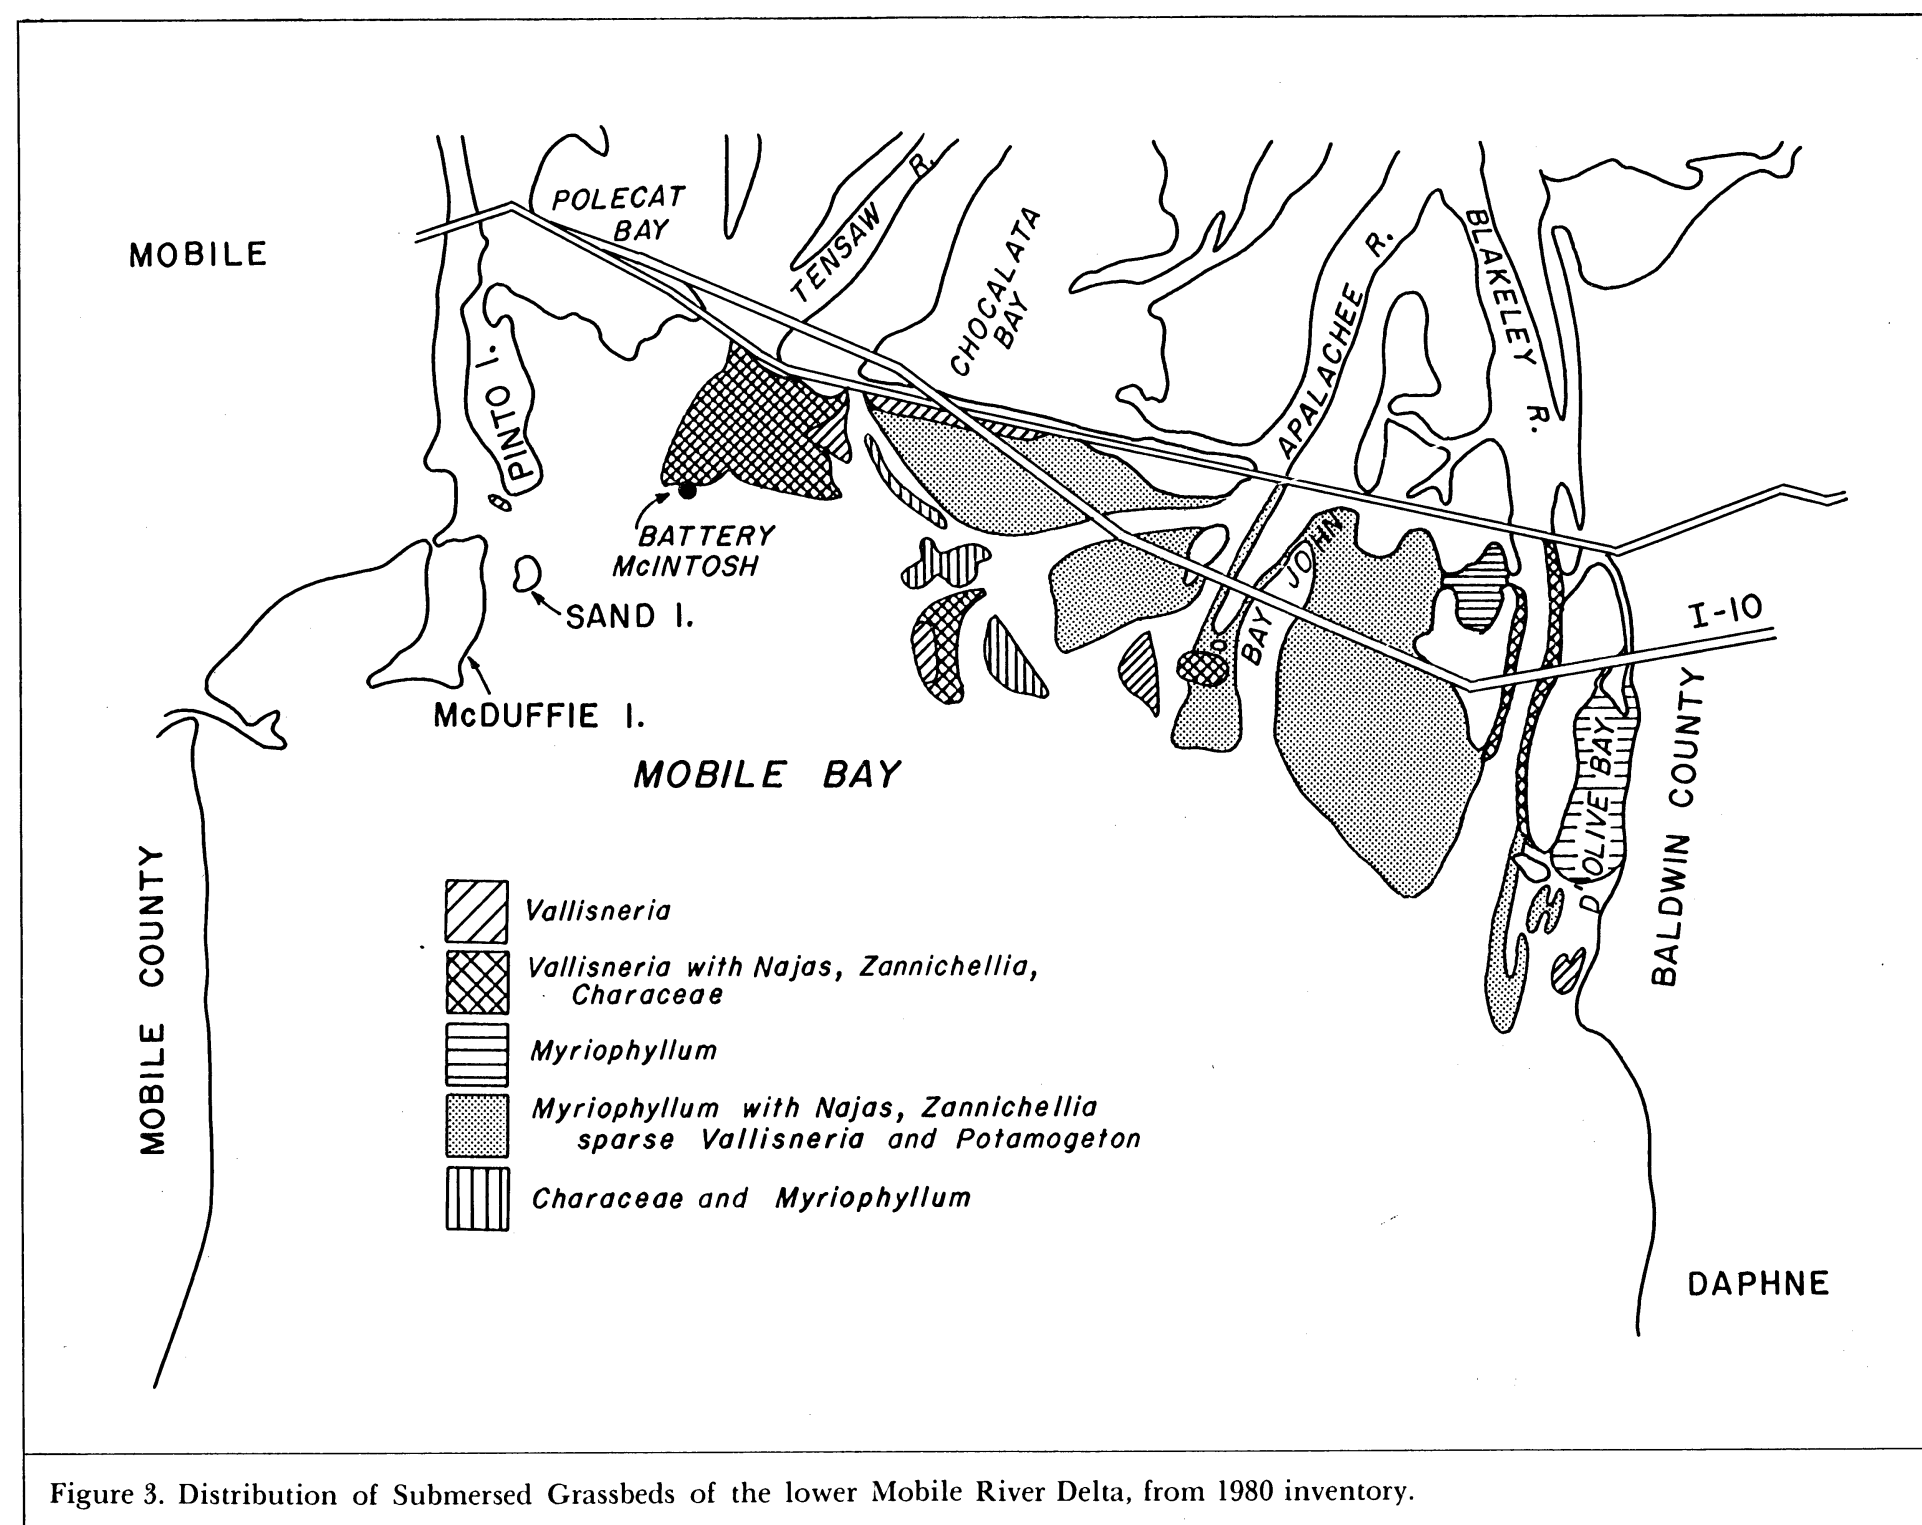 POLECAT
BAY
MOBILE
TENSAW R.
CHOCALATA
BAY
APALACHEE R.
BLAKELEY R.
PINTO I.
BATTERY
McINTOSH
SAND I.
BAY JOHN
I-10
McDUFFIE I.
MOBILE BAY
D'OLIVE BAY
BALDWIN COUNTY
MOBILE COUNTY
Vallisneria
Vallisneria with Najas, Zannichellia,
Characeae
Myriophyllum
Myriophyllum with Najas, Zannichellia
sparse Vallisneria and Potamogeton
Characeae and Myriophyllum
DAPHNE
Figure 3. Distribution of Submersed Grassbeds of the lower Mobile River Delta, from 1980 inventory.